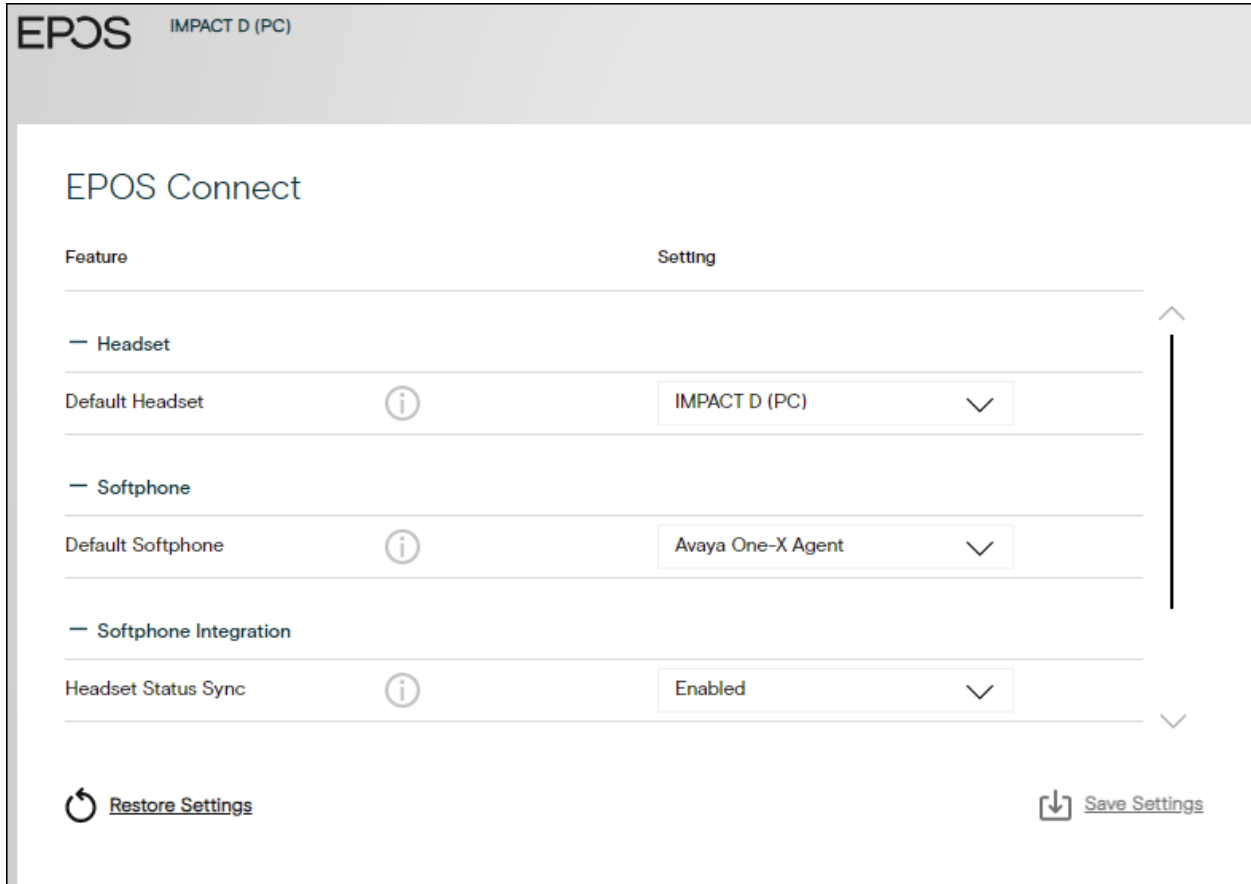 EPOS IMPACT D (PC)
EPOS Connect
Feature Setting
— Headset
Default Headset IMPACT D (PC)
— Softphone
Default Softphone Avaya One-X Agent
— Softphone Integration
Headset Status Sync Enabled
Restore Settings Save Settings